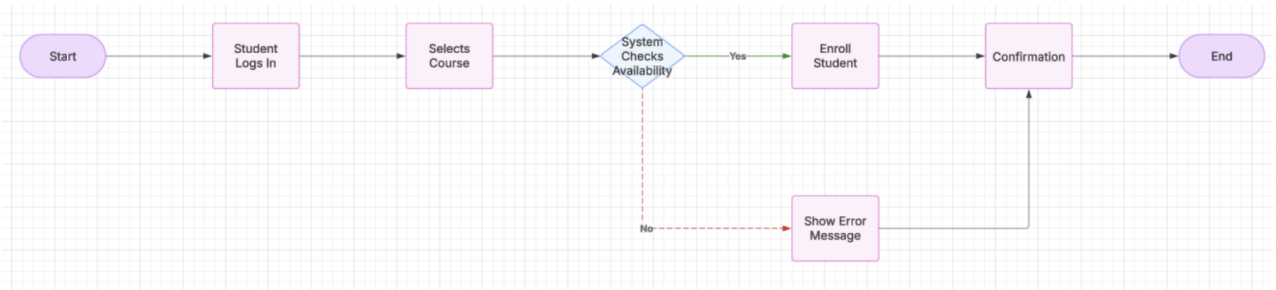 Start
Student
Logs In
Selects
Course
System
Checks
Availability
Yes
Enroll
Student
Confirmation
End
No
Show Error
Message